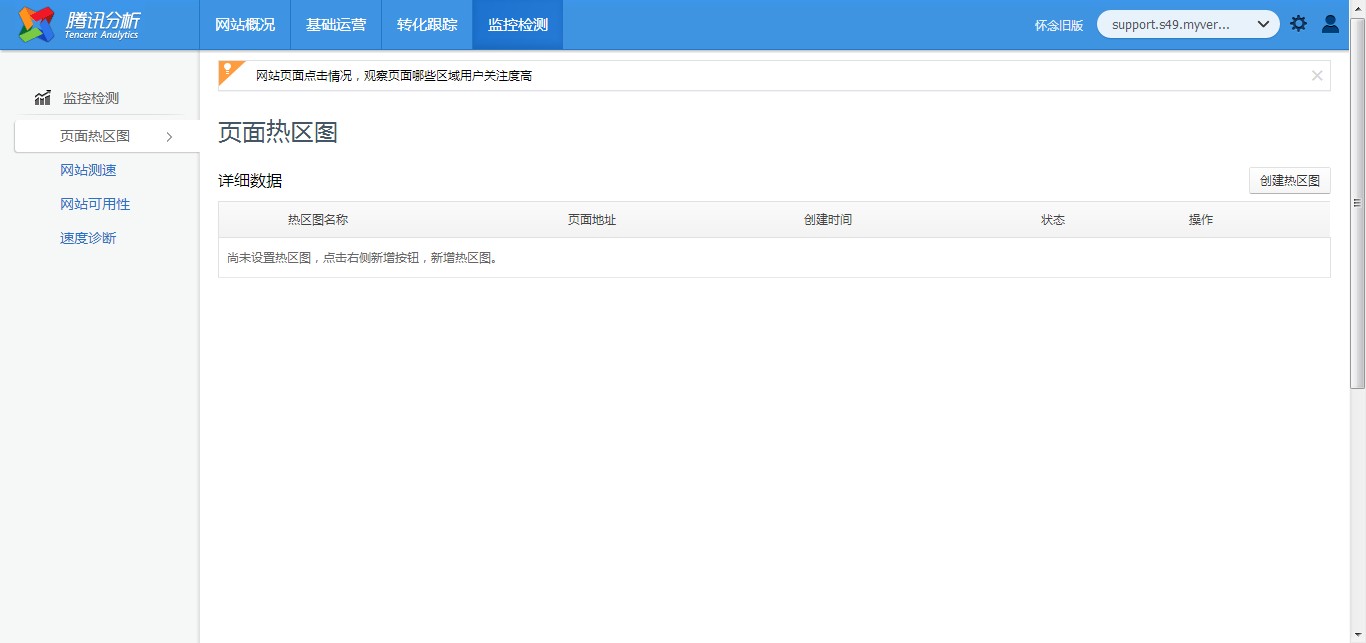 腾讯分析
Tencent Analytics
网站概况 基础运营 转化跟踪 监控检测
怀念旧版 support.s49.myver...
监控检测
页面热区图
网站测速
网站可用性
速度诊断
网站页面点击情况，观察页面哪些区域用户关注度高
页面热区图
详细数据 创建热区图
热区图名称 页面地址 创建时间 状态 操作
尚未设置热区图，点击右侧新增按钮，新增热区图。